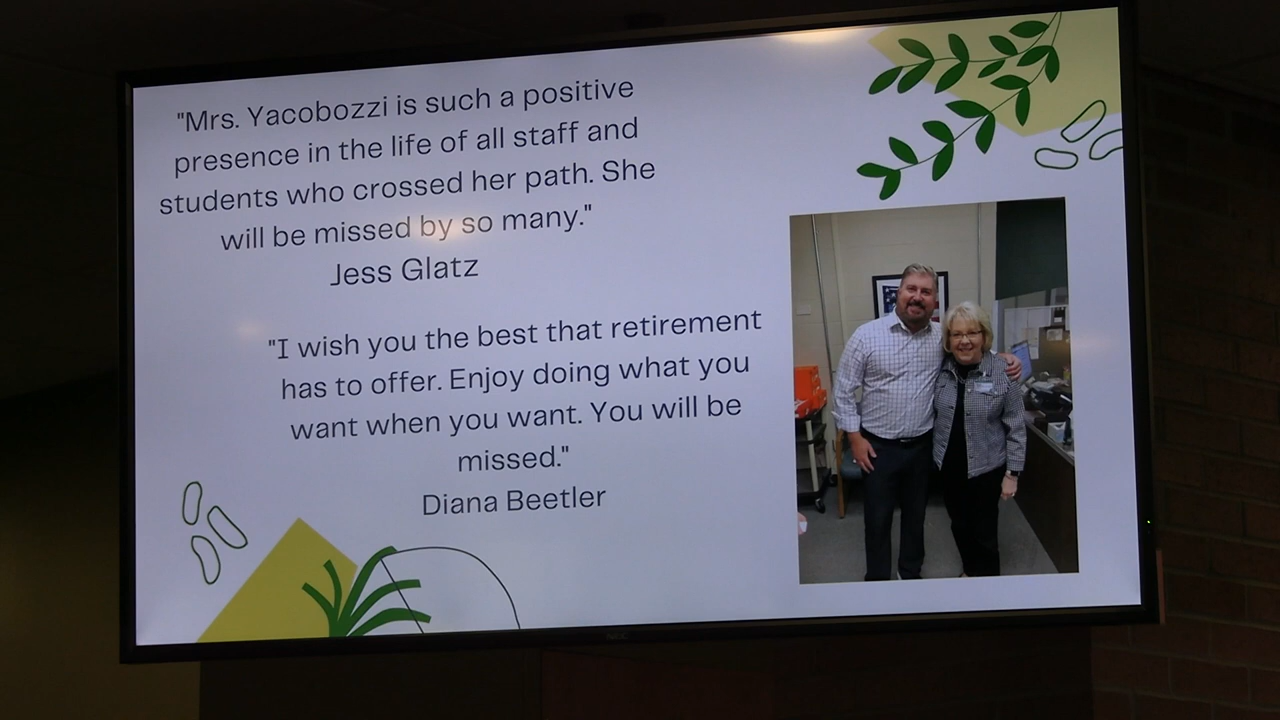 "Mrs. Yacobozzi is such a positive
presence in the life of all staff and
students who crossed her path. She
will be missed by so many."
Jess Glatz
"I wish you the best that retirement
has to offer. Enjoy doing what you
want when you want. You will be
missed."
Diana Beetler
NEC